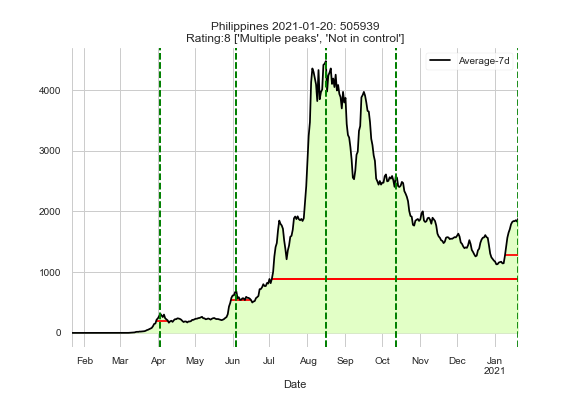 Philippines 2021-01-20: 505939
Rating:8 ['Multiple peaks', 'Not in control']
Average-7d
4000
3000
2000
1000
0
Feb Mar Apr May Jun Jul Aug Sep Oct Nov Dec Jan
2021
Date